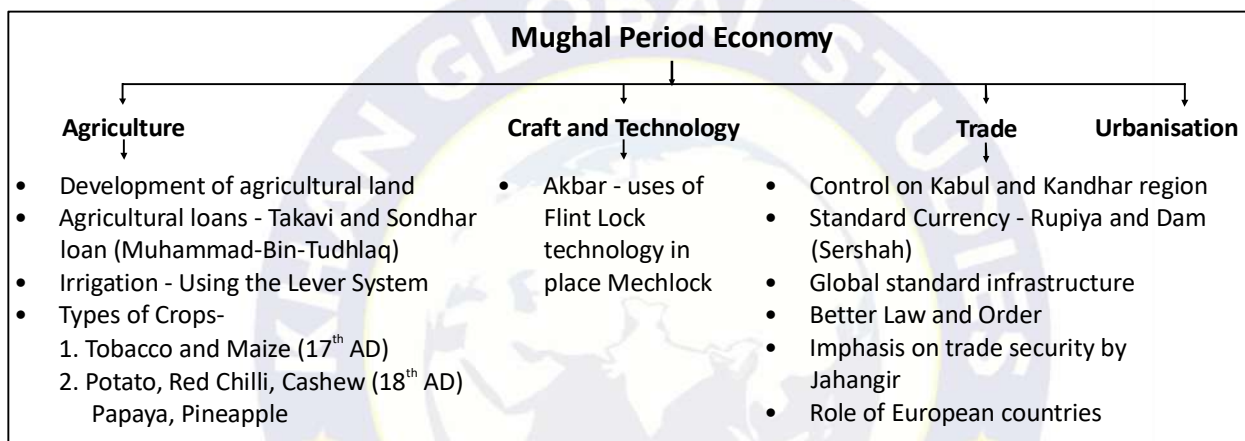 Mughal Period Economy
Agriculture
• Development of agricultural land
• Agricultural loans - Takavi and Sondhar
loan (Muhammad-Bin-Tudhlaq)
• Irrigation - Using the Lever System
• Types of Crops-
1. Tobacco and Maize (17th AD)
2. Potato, Red Chilli, Cashew (18th AD)
Papaya, Pineapple
Craft and Technology
• Akbar - uses of
Flint Lock
technology in
place Mechlock
Trade
• Control on Kabul and Kandhar region
• Standard Currency - Rupiya and Dam
(Sershah)
• Global standard infrastructure
• Better Law and Order
• Imphasis on trade security by
Jahangir
• Role of European countries
Urbanisation
KHAN GLOBAL STUDIES